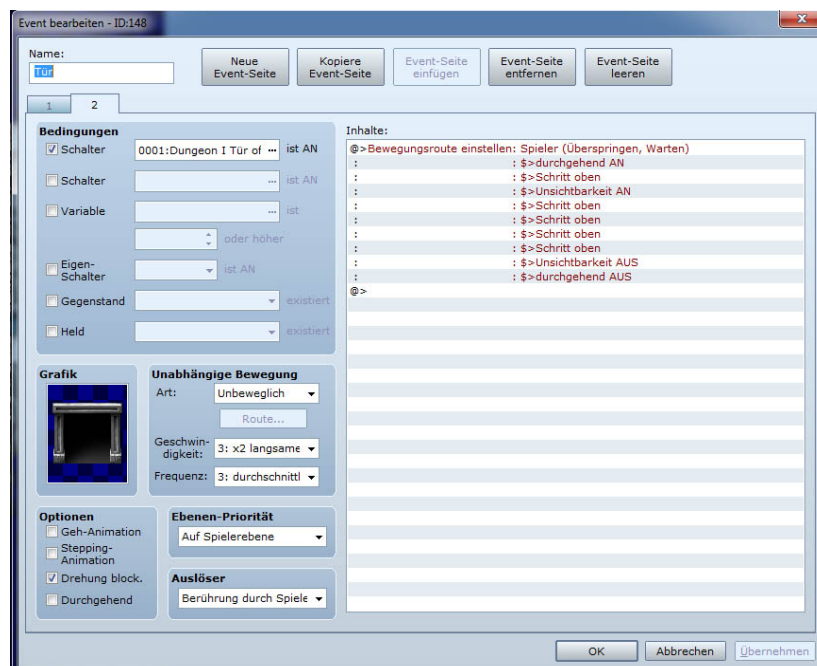 Event bearbeiten - ID:148
Name:
Tür
Neue
Event-Seite
Kopiere
Event-Seite
Event-Seite
einfügen
Event-Seite
entfernen
Event-Seite
leeren
1
2
Bedingungen
Schalter
0001:Dungeon I Tür of ...
ist AN
Schalter
...
ist AN
Variable
...
ist
oder höher
Eigen-
Schalter
ist AN
Gegenstand
existiert
Held
existiert
Grafik
Unabhängige Bewegung
Art:
Unbeweglich
Route...
Geschwin-
digkeit:
3: x2 langsame
Frequenz:
3: durchschnittl
Optionen
Geh-Animation
Stepping-
Animation
Drehung block.
Durchgehend
Ebenen-Priorität
Auf Spielerebene
Auslöser
Berührung durch Spiele
Inhalte:
@>Bewegungsroute einstellen: Spieler (Überspringen, Warten)
: : $>durchgehend AN
: : $>Schritt oben
: : $>Unsichtbarkeit AN
: : $>Schritt oben
: : $>Schritt oben
: : $>Schritt oben
: : $>Schritt oben
: : $>Unsichtbarkeit AUS
: : $>durchgehend AUS
@>
OK
Abbrechen
Übernehmen